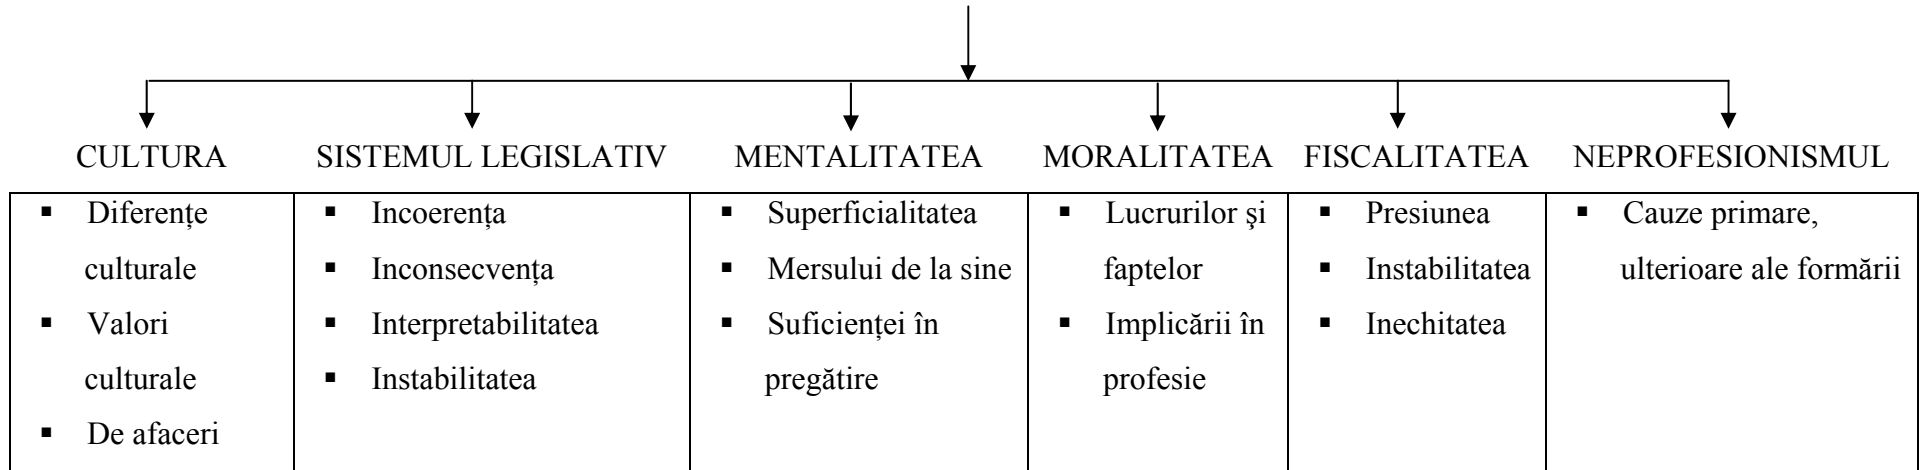 CULTURA SISTEMUL LEGISLATIV MENTALITATEA MORALITATEA FISCALITATEA NEPROFESIONISMUL
▪ Diferențe
culturale
▪ Valori
culturale
▪ De afaceri
▪ Incoerența
▪ Inconsecvența
▪ Interpretabilitatea
▪ Instabilitatea
▪ Superficialitatea
▪ Mersului de la sine
▪ Suficienței în
pregătire
▪ Lucrurilor şi
faptelor
▪ Implicării în
profesie
▪ Presiunea
▪ Instabilitatea
▪ Inechitatea
▪ Cauze primare,
ulterioare ale formării